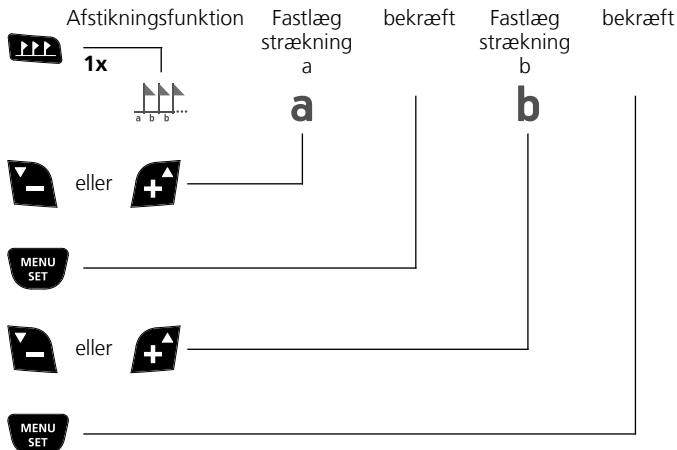 Afstikningsfunktion
Fastlæg
strækning
a
bekræft
Fastlæg
strækning
b
bekræft
1x
a b b ...
a
b
eller
MENU
SET
eller
MENU
SET